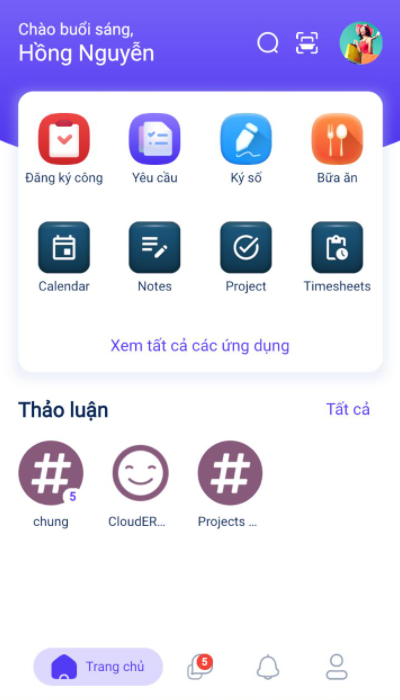 Chào buổi sáng,
Hồng Nguyễn
Đăng ký công
Yêu cầu
Ký số
Bữa ăn
Calendar
Notes
Project
Timesheets
Xem tất cả các ứng dụng
Thảo luận
Tất cả
5
chung
CloudER...
Projects ...
Trang chủ
5